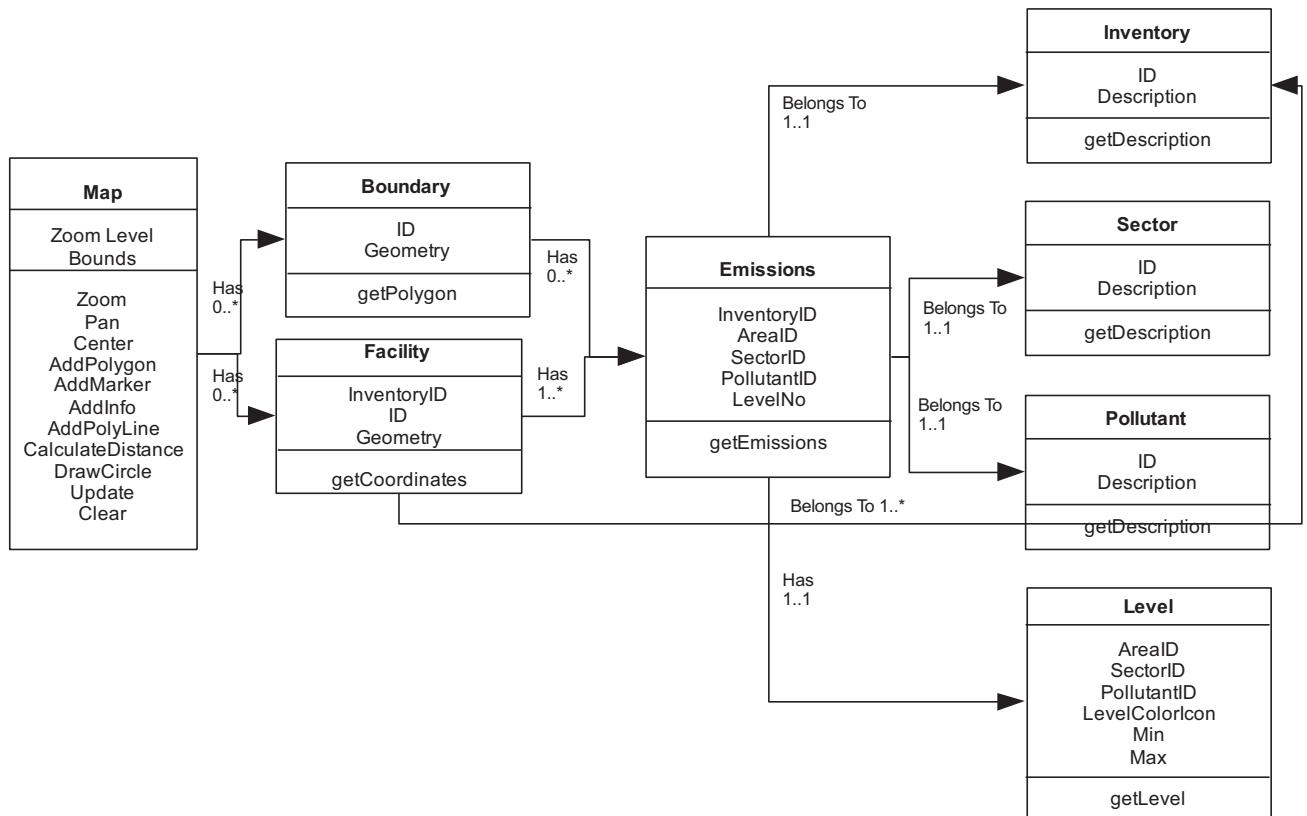 Map
Zoom Level
Bounds
Zoom
Pan
Center
AddPolygon
AddMarker
AddInfo
AddPolyLine
CalculateDistance
DrawCircle
Update
Clear
Has
0..*
Has
0..*
Boundary
ID
Geometry
getPolygon
Facility
InventoryID
ID
Geometry
getCoordinates
Has
0..*
Has
1..*
Emissions
InventoryID
AreaID
SectorID
PollutantID
LevelNo
getEmissions
Belongs To
1..1
Belongs To
1..1
Belongs To
1..1
Belongs To 1..*
Has
1..1
Inventory
ID
Description
getDescription
Sector
ID
Description
getDescription
Pollutant
ID
Description
getDescription
Level
AreaID
SectorID
PollutantID
LevelColorIcon
Min
Max
getLevel